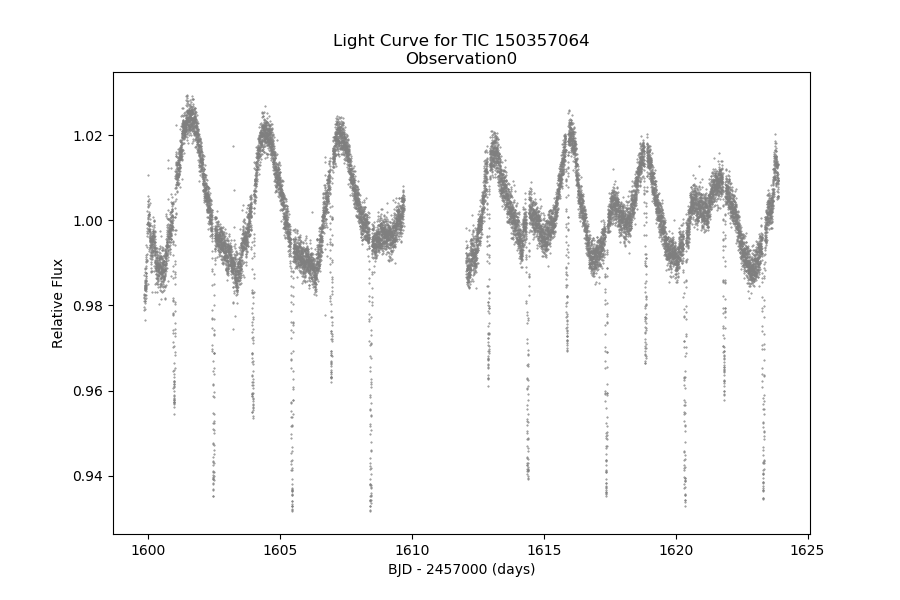 Light Curve for TIC 150357064
Observation0
Relative Flux
1.02
1.00
0.98
0.96
0.94
1600
1605
1610
1615
1620
1625
BJD - 2457000 (days)